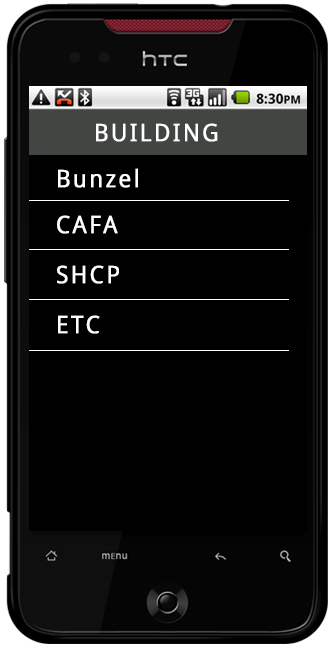 hTC
3G
8:30PM
BUILDING
Bunzel
CAFA
SHCP
ETC
MENU